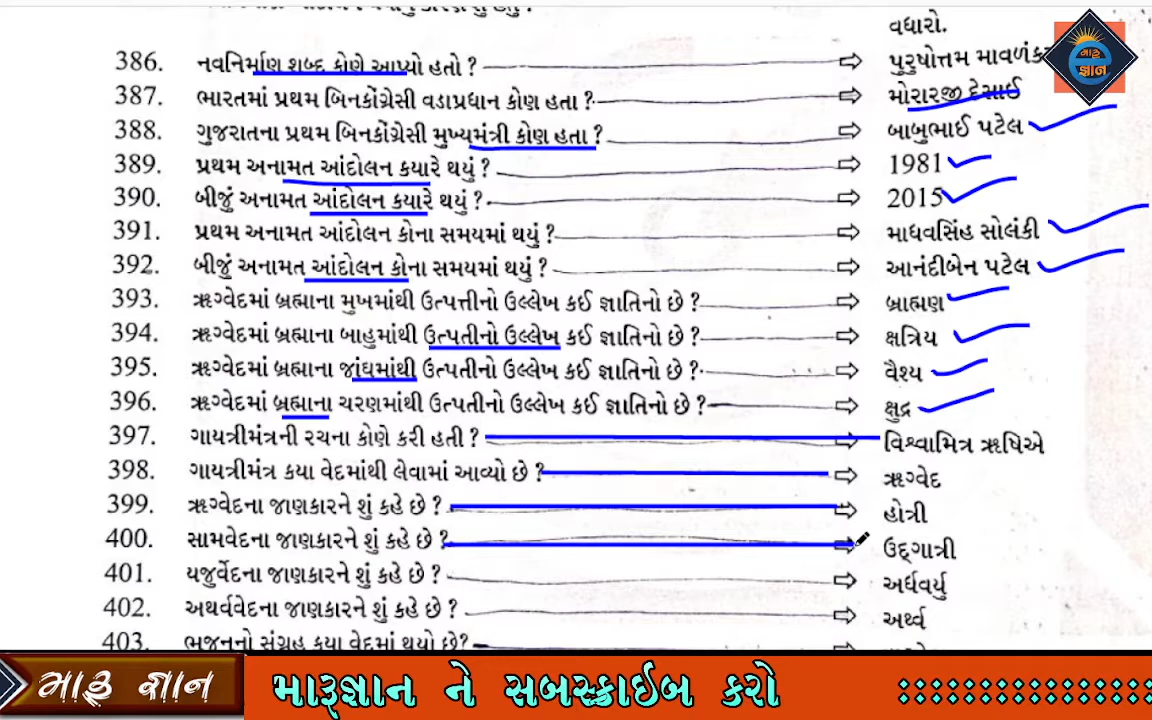 વધારો.
386. નવનિર્માણ શબ્દ કોણે આપ્યો હતો ? ⇨ પુરુષોત્તમ માવળંકર
387. ભારતમાં પ્રથમ બિનકોંગ્રેસી વડાપ્રધાન કોણ હતા ? ⇨ મોરારજી દેસાઈ
388. ગુજરાતના પ્રથમ બિનકોંગ્રેસી મુખ્યમંત્રી કોણ હતા ? ⇨ બાબુભાઈ પટેલ
389. પ્રથમ અનામત આંદોલન કયારે થયું ? ⇨ 1981
390. બીજું અનામત આંદોલન કયારે થયું ? ⇨ 2015
391. પ્રથમ અનામત આંદોલન કોના સમયમાં થયું ? ⇨ માધવસિંહ સોલંકી
392. બીજું અનામત આંદોલન કોના સમયમાં થયું ? ⇨ આનંદીબેન પટેલ
393. ઋગ્વેદમાં બ્રહ્માના મુખમાંથી ઉત્પત્તીનો ઉલ્લેખ કઈ જ્ઞાતિનો છે ? ⇨ બ્રાહ્મણ
394. ઋગ્વેદમાં બ્રહ્માના બાહુમાંથી ઉત્પતીનો ઉલ્લેખ કઈ જ્ઞાતિનો છે ? ⇨ ક્ષત્રિય
395. ઋગ્વેદમાં બ્રહ્માના જાંઘમાંથી ઉત્પતીનો ઉલ્લેખ કઈ જ્ઞાતિનો છે ? ⇨ વૈશ્ય
396. ઋગ્વેદમાં બ્રહ્માના ચરણમાંથી ઉત્પતીનો ઉલ્લેખ કઈ જ્ઞાતિનો છે ? ⇨ ક્ષુદ્ર
397. ગાયત્રીમંત્રની રચના કોણે કરી હતી ? ⇨ વિશ્વામિત્ર ઋષિએ
398. ગાયત્રીમંત્ર કયા વેદમાંથી લેવામાં આવ્યો છે ? ⇨ ઋગ્વેદ
399. ઋગ્વેદના જાણકારને શું કહે છે ? ⇨ હોત્રી
400. સામવેદના જાણકારને શું કહે છે ? ⇨ ઉદ્ગાત્રી
401. યજુર્વેદના જાણકારને શું કહે છે ? ⇨ અર્ધવર્યુ
402. અથર્વવેદના જાણકારને શું કહે છે ? ⇨ અર્થ્વ
403. ભજનનો સંગ્રહ કયા વેદમાં થયો છે?
મારૂ જ્ઞાન
મારૂ જ્ઞાન મારૂજ્ઞાન ને સબસ્ક્રાઈબ કરો